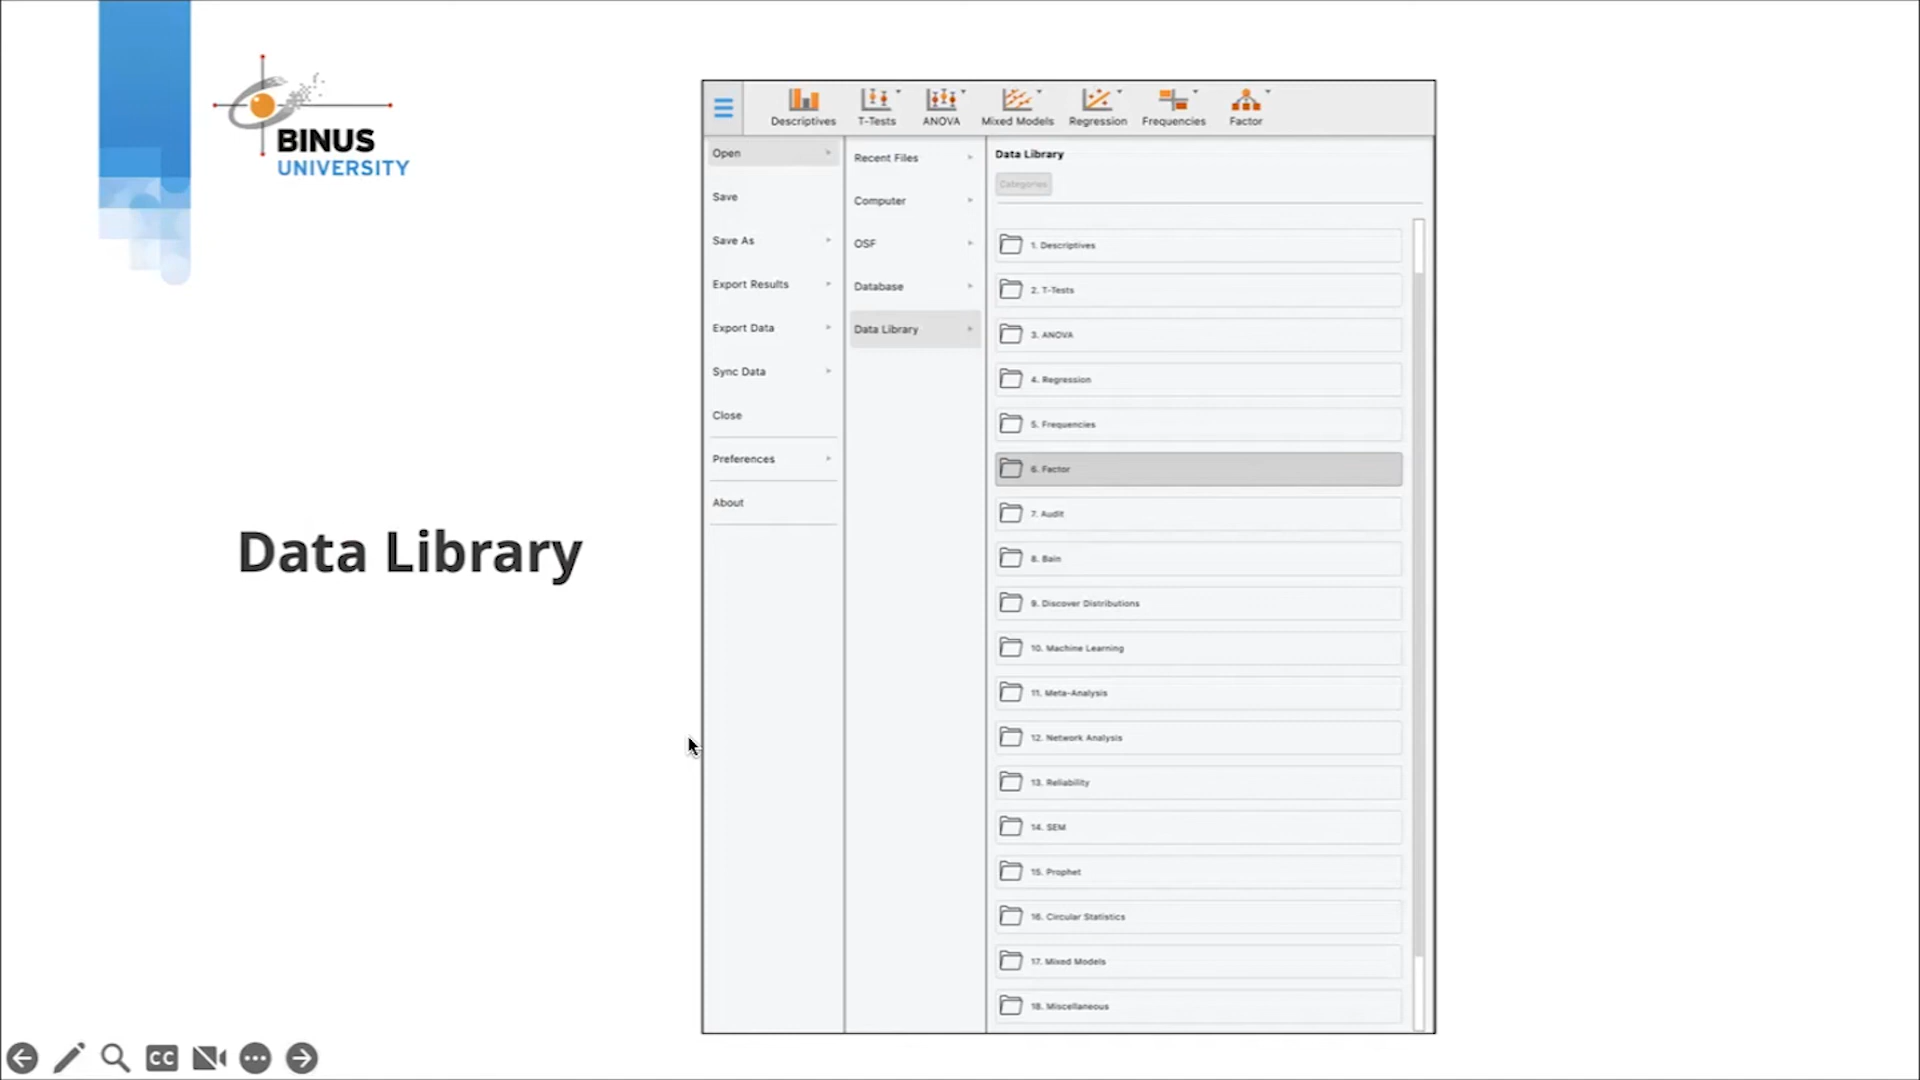 BINUS
UNIVERSITY
Data Library
Descriptives
T-Tests
ANOVA
Mixed Models
Regression
Frequencies
Factor
Open
Save
Save As
Export Results
Export Data
Sync Data
Close
Preferences
About
Recent Files
Computer
OSF
Database
Data Library
Data Library
Categories
1. Descriptives
2. T-Tests
3. ANOVA
4. Regression
5. Frequencies
6. Factor
7. Audit
8. Bain
9. Discover Distributions
10. Machine Learning
11. Meta-Analysis
12. Network Analysis
13. Reliability
14. SEM
15. Prophet
16. Circular Statistics
17. Mixed Models
18. Miscellaneous
CC